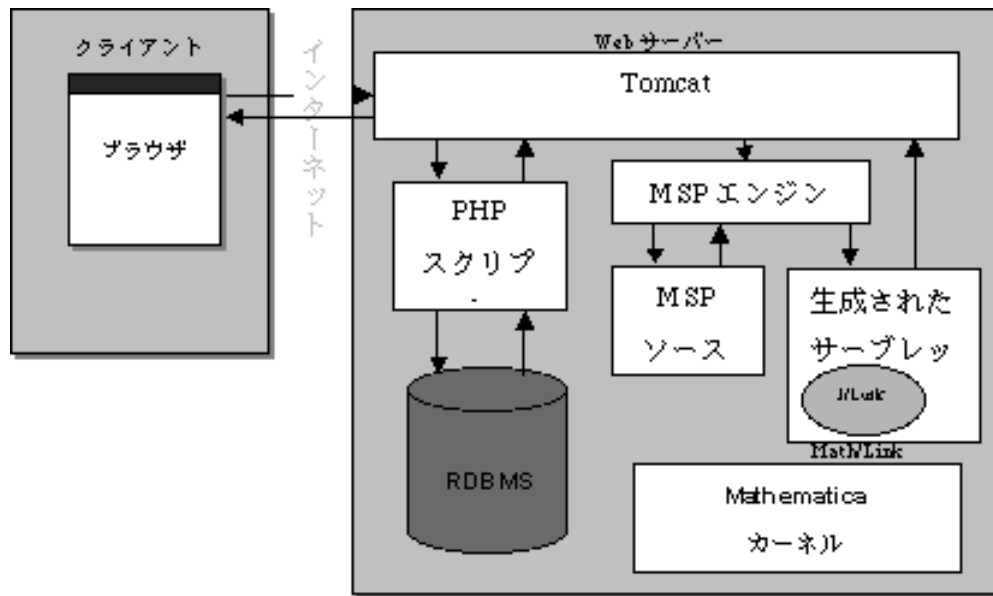 クライアント
ブラウザ
インターネット
Webサーバー
Tomcat
PHP
スクリプ
MSPエンジン
MSP
ソース
生成された
サーブレッ
J/Link
Math/Link
RDBMS
Mathematica
カーネル